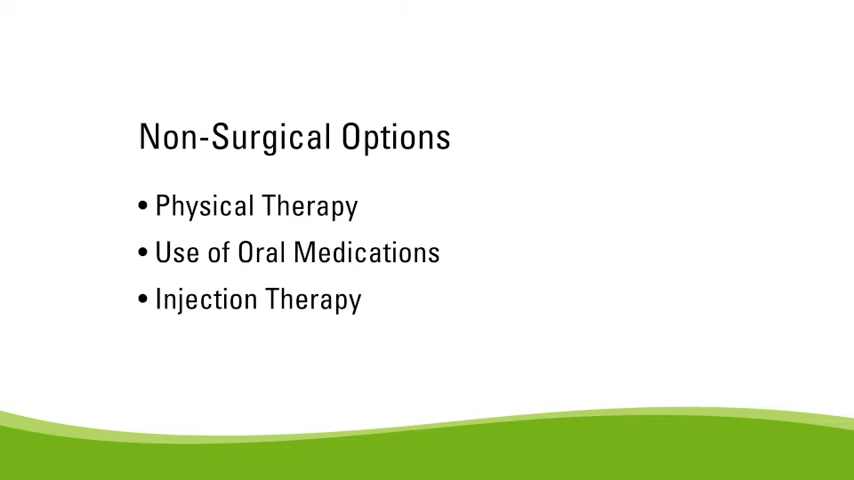 Non-Surgical Options
• Physical Therapy
• Use of Oral Medications
• Injection Therapy